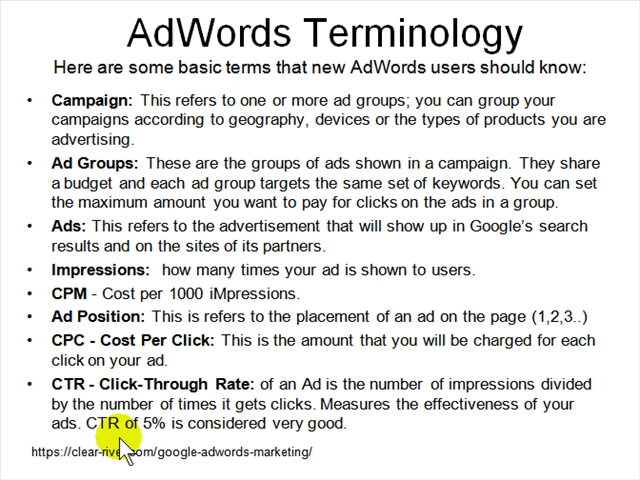 AdWords Terminology
Here are some basic terms that new AdWords users should know:
• Campaign: This refers to one or more ad groups; you can group your
campaigns according to geography, devices or the types of products you are
advertising.
• Ad Groups: These are the groups of ads shown in a campaign. They share
a budget and each ad group targets the same set of keywords. You can set
the maximum amount you want to pay for clicks on the ads in a group.
• Ads: This refers to the advertisement that will show up in Google's search
results and on the sites of its partners.
• Impressions: how many times your ad is shown to users.
• CPM - Cost per 1000 iMpressions.
• Ad Position: This is refers to the placement of an ad on the page (1,2,3..)
• CPC - Cost Per Click: This is the amount that you will be charged for each
click on your ad.
• CTR - Click-Through Rate: of an Ad is the number of impressions divided
by the number of times it gets clicks. Measures the effectiveness of your
ads. CTR of 5% is considered very good.
https://clear-river.com/google-adwords-marketing/